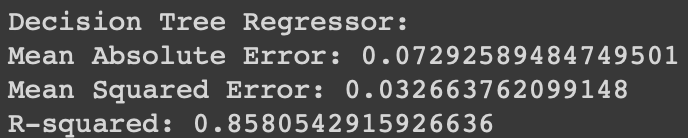 Decision Tree Regressor:
Mean Absolute Error: 0.07292589484749501
Mean Squared Error: 0.032663762099148
R-squared: 0.8580542915926636